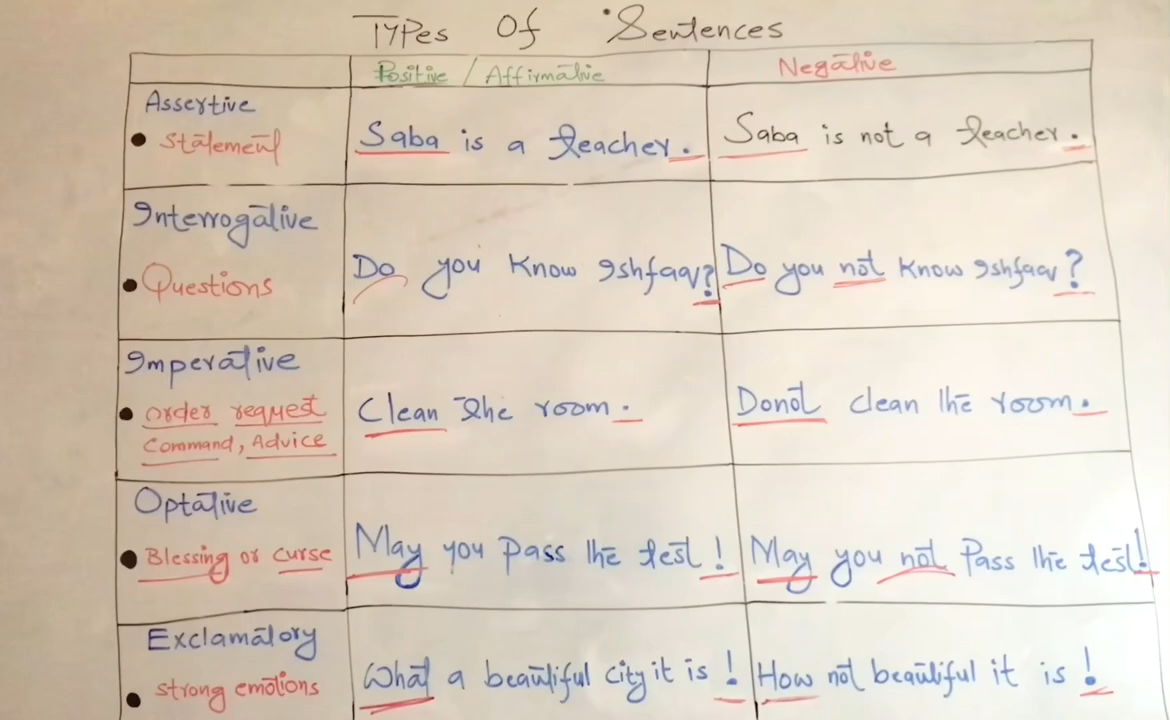 Types Of Sentences
Positive / Affirmative
Negative
Assertive
• Statement
Saba is a teacher.
Saba is not a teacher.
Interrogative
• Questions
Do you know Ishfaq?
Do you not know Ishfaq?
Imperative
• Order request
Command, Advice
Clean the room.
Donot clean the room.
Optative
• Blessing or curse
May you pass the test!
May you not Pass the test!
Exclamatory
• strong emotions
What a beautiful city it is!
How not beautiful it is!